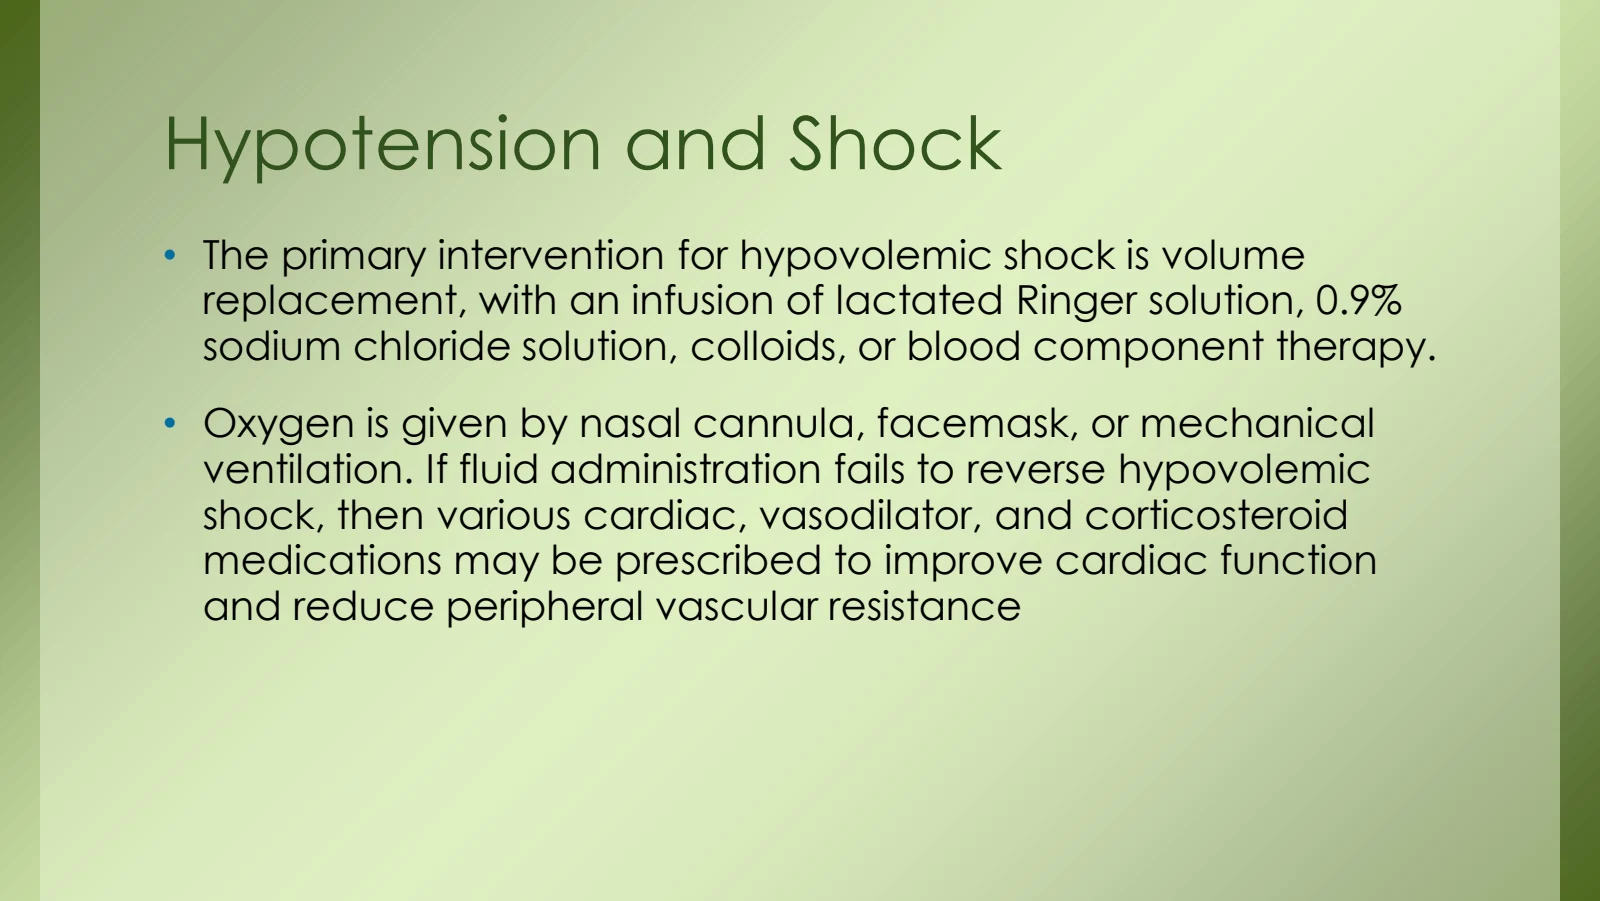 Hypotension and Shock
• The primary intervention for hypovolemic shock is volume
replacement, with an infusion of lactated Ringer solution, 0.9%
sodium chloride solution, colloids, or blood component therapy.
• Oxygen is given by nasal cannula, facemask, or mechanical
ventilation. If fluid administration fails to reverse hypovolemic
shock, then various cardiac, vasodilator, and corticosteroid
medications may be prescribed to improve cardiac function
and reduce peripheral vascular resistance